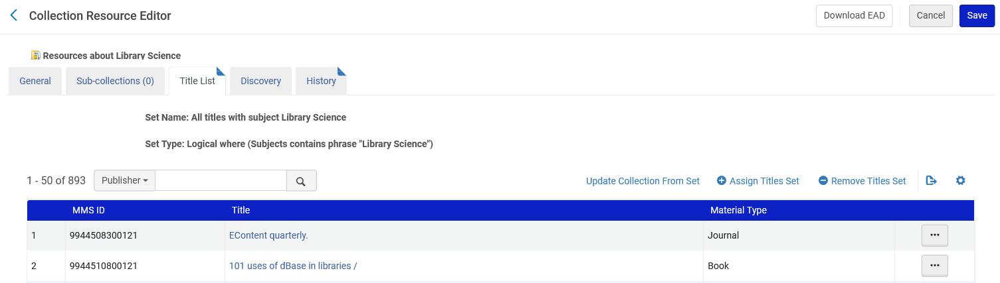 Collection Resource Editor Download EAD Cancel Save
Resources about Library Science
General Sub-collections (0) Title List Discovery History
Set Name: All titles with subject Library Science
Set Type: Logical where (Subjects contains phrase "Library Science")
1 - 50 of 893 Publisher Update Collection From Set Assign Titles Set Remove Titles Set
MMS ID Title Material Type
1 9944508300121 EContent quarterly. Journal
2 9944510800121 101 uses of dBase in libraries / Book